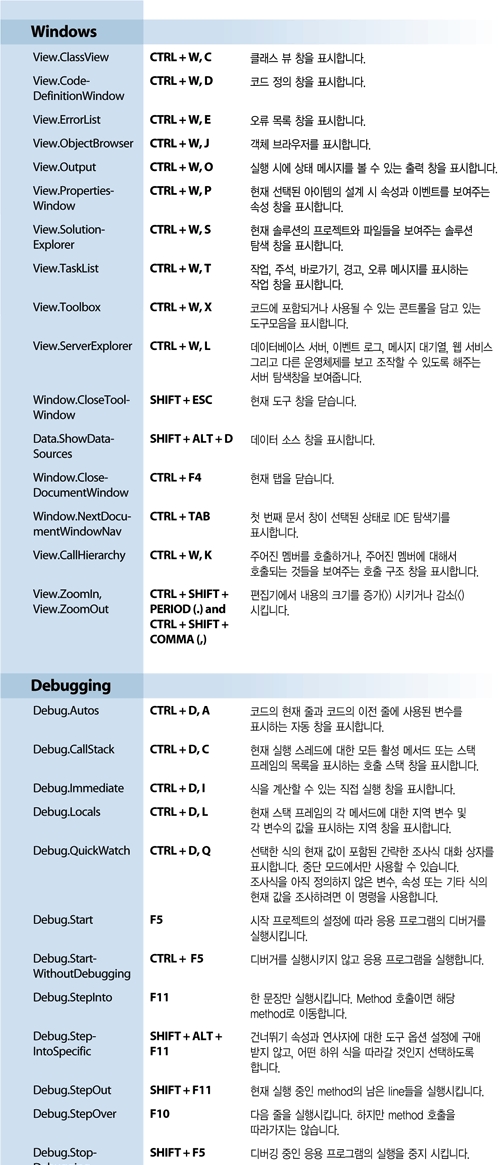 Windows
View.ClassView CTRL + W, C 클래스 뷰 창을 표시합니다.
View.Code- CTRL + W, D 코드 정의 창을 표시합니다.
DefinitionWindow
View.ErrorList CTRL + W, E 오류 목록 창을 표시합니다.
View.ObjectBrowser CTRL + W, J 객체 브라우저를 표시합니다.
View.Output CTRL + W, O 실행 시에 상태 메시지를 볼 수 있는 출력 창을 표시합니다.
View.Properties- CTRL + W, P 현재 선택된 아이템의 설계 시 속성과 이벤트를 보여주는
Window 속성 창을 표시합니다.
View.Solution- CTRL + W, S 현재 솔루션의 프로젝트와 파일들을 보여주는 솔루션
Explorer 탐색 창을 표시합니다.
View.TaskList CTRL + W, T 작업, 주석, 바로가기, 경고, 오류 메시지를 표시하는
작업 창을 표시합니다.
View.Toolbox CTRL + W, X 코드에 포함되거나 사용될 수 있는 콘트롤을 담고 있는
도구모음을 표시합니다.
View.ServerExplorer CTRL + W, L 데이터베이스 서버, 이벤트 로그, 메시지 대기열, 웹 서비스
그리고 다른 운영체제를 보고 조작할 수 있도록 해주는
서버 탐색창을 보여줍니다.
Window.CloseTool- SHIFT + ESC 현재 도구 창을 닫습니다.
Window
Data.ShowData- SHIFT + ALT + D 데이터 소스 창을 표시합니다.
Sources
Window.Close- CTRL + F4 현재 탭을 닫습니다.
DocumentWindow
Window.NextDocu- CTRL + TAB 첫 번째 문서 창이 선택된 상태로 IDE 탐색기를
mentWindowNav 표시합니다.
View.CallHierarchy CTRL + W, K 주어진 멤버를 호출하거나, 주어진 멤버에 대해서
호출되는 것들을 보여주는 호출 구조 창을 표시합니다.
View.ZoomIn, CTRL + SHIFT + 편집기에서 내용의 크기를 증가(〉) 시키거나 감소(〈)
View.ZoomOut PERIOD (.) and 시킵니다.
CTRL + SHIFT +
COMMA (,)
Debugging
Debug.Autos CTRL + D, A 코드의 현재 줄과 코드의 이전 줄에 사용된 변수를
표시하는 자동 창을 표시합니다.
Debug.CallStack CTRL + D, C 현재 실행 스레드에 대한 모든 활성 메서드 또는 스택
프레임의 목록을 표시하는 호출 스택 창을 표시합니다.
Debug.Immediate CTRL + D, I 식을 계산할 수 있는 직접 실행 창을 표시합니다.
Debug.Locals CTRL + D, L 현재 스택 프레임의 각 메서드에 대한 지역 변수 및
각 변수의 값을 표시하는 지역 창을 표시합니다.
Debug.QuickWatch CTRL + D, Q 선택한 식의 현재 값이 포함된 간략한 조사식 대화 상자를
표시합니다. 중단 모드에서만 사용할 수 있습니다.
조사식을 아직 정의하지 않은 변수, 속성 또는 기타 식의
현재 값을 조사하려면 이 명령을 사용합니다.
Debug.Start F5 시작 프로젝트의 설정에 따라 응용 프로그램의 디버거를
실행시킵니다.
Debug.Start- CTRL + F5 디버거를 실행시키지 않고 응용 프로그램을 실행합니다.
WithoutDebugging
Debug.StepInto F11 한 문장만 실행시킵니다. Method 호출이면 해당
method로 이동합니다.
Debug.Step- SHIFT + ALT + 건너뛰기 속성과 연사자에 대한 도구 옵션 설정에 구애
IntoSpecific F11 받지 않고, 어떤 하위 식을 따라갈 것인지 선택하도록
합니다.
Debug.StepOut SHIFT + F11 현재 실행 중인 method의 남은 line들을 실행시킵니다.
Debug.StepOver F10 다음 줄을 실행시킵니다. 하지만 method 호출을
따라가지는 않습니다.
Debug.Stop- SHIFT + F5 디버깅 중인 응용 프로그램의 실행을 중지 시킵니다.